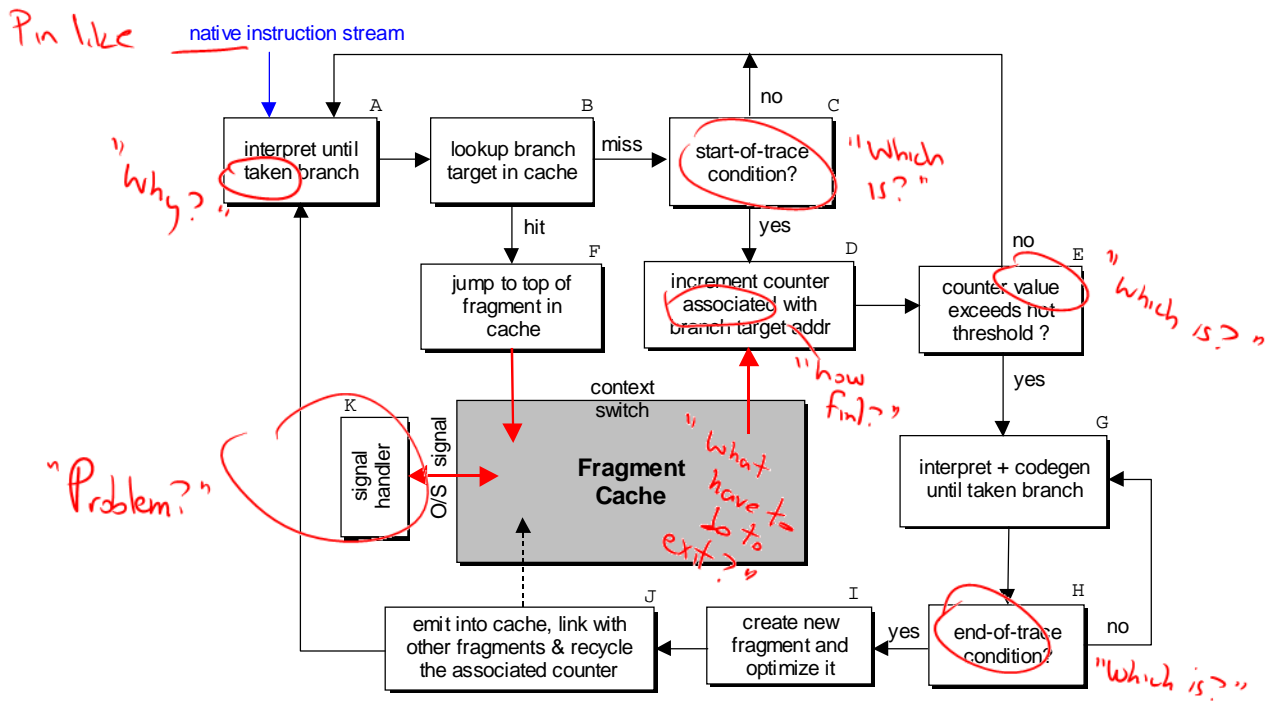 Pin like
native instruction stream
A
interpret until
taken branch
"Why?"
B
lookup branch
target in cache
miss
hit
no
C
start-of-trace
condition?
"Which
is?"
yes
F
jump to top of
fragment in
cache
D
increment counter
associated with
branch target addr
"how
find?"
no
E
counter value
exceeds hot
threshold ?
"Which is?"
yes
context
switch
K
signal
handler
O/S signal
"Problem?"
Fragment
Cache
"What
have to
do to
exit?"
G
interpret + codegen
until taken branch
J
emit into cache, link with
other fragments & recycle
the associated counter
I
create new
fragment and
optimize it
yes
H
end-of-trace
condition?
no
"Which is?"